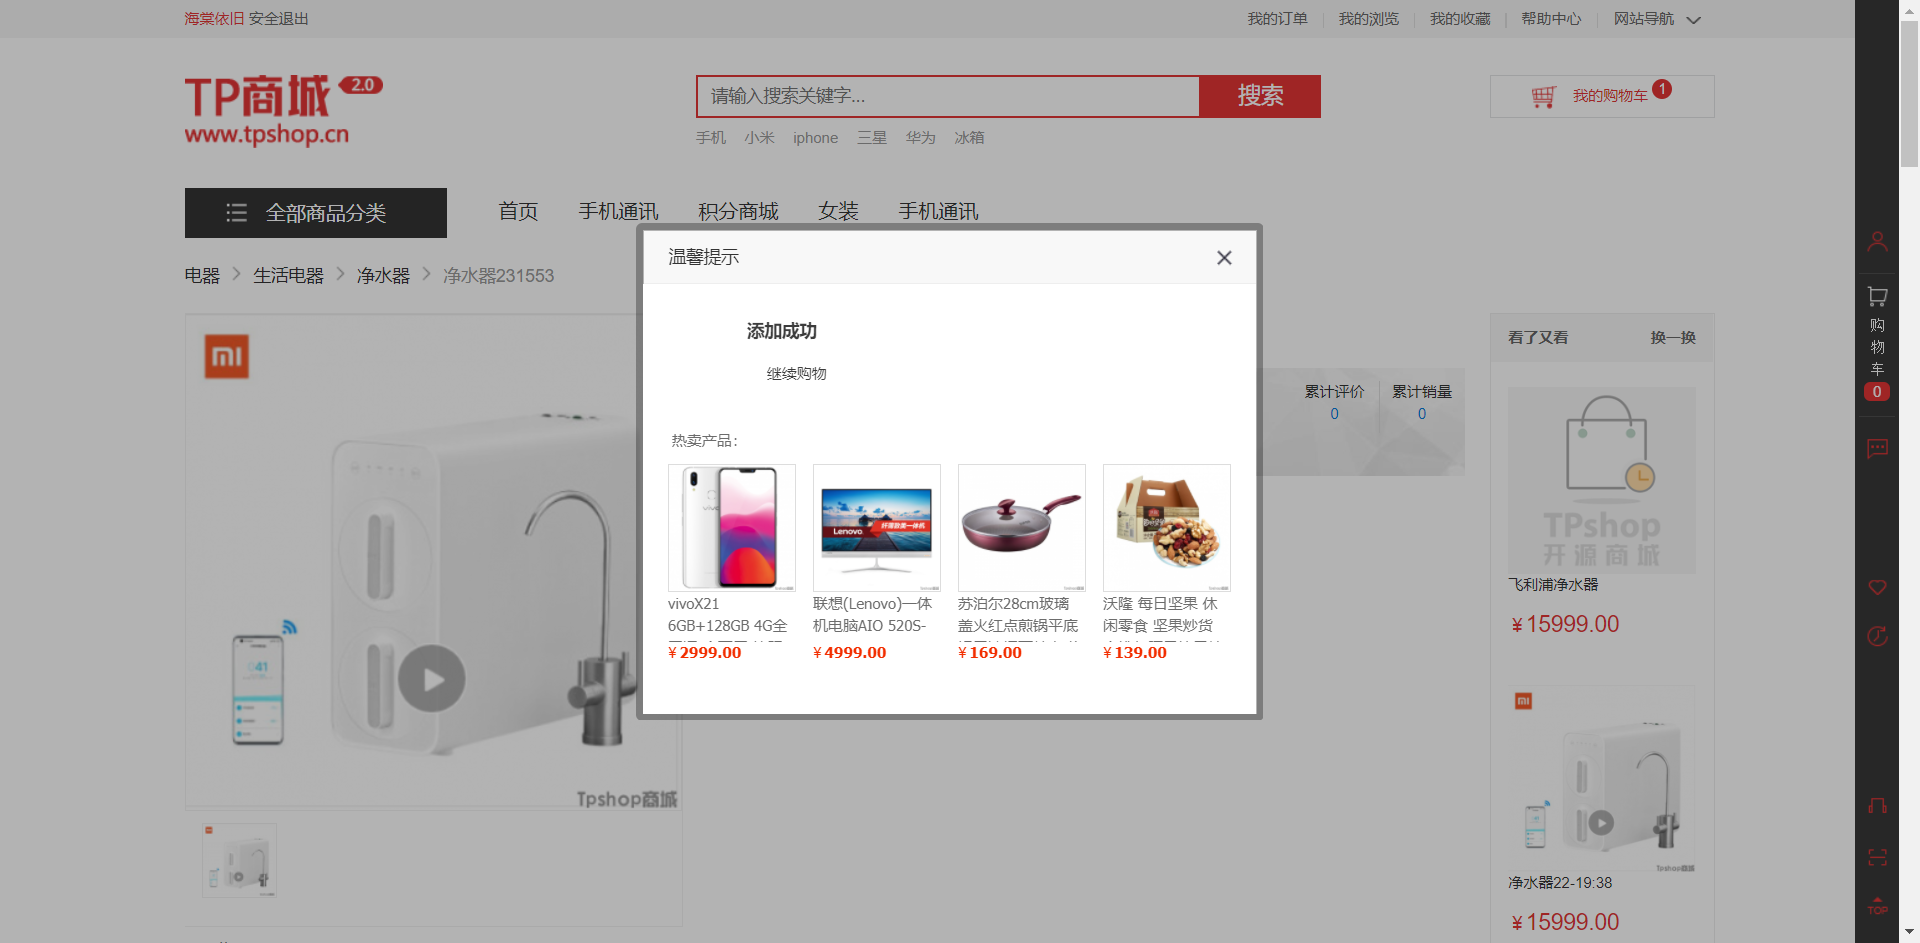 海棠依旧 安全退出
我的订单 我的浏览 我的收藏 帮助中心 网站导航
TP商城 2.0
www.tpshop.cn
请输入搜索关键字...
搜索
我的购物车 1
手机 小米 iphone 三星 华为 冰箱
全部商品分类
首页 手机通讯 积分商城 女装 手机通讯
电器 生活电器 净水器 净水器231553
温馨提示
添加成功
继续购物
热卖产品：
vivoX21
6GB+128GB 4G全
￥2999.00
联想(Lenovo)一体
机电脑AIO 520S-
￥4999.00
苏泊尔28cm玻璃
盖火红点煎锅平底
￥169.00
沃隆 每日坚果 休
闲零食 坚果炒货
￥139.00
Lenovo
Tpshop商城
累计评价
0
累计销量
0
看了又看 换一换
TPshop
开源商城
飞利浦净水器
￥15999.00
Tpshop商城
净水器22-19:38
￥15999.00
购
物
车
0
TOP